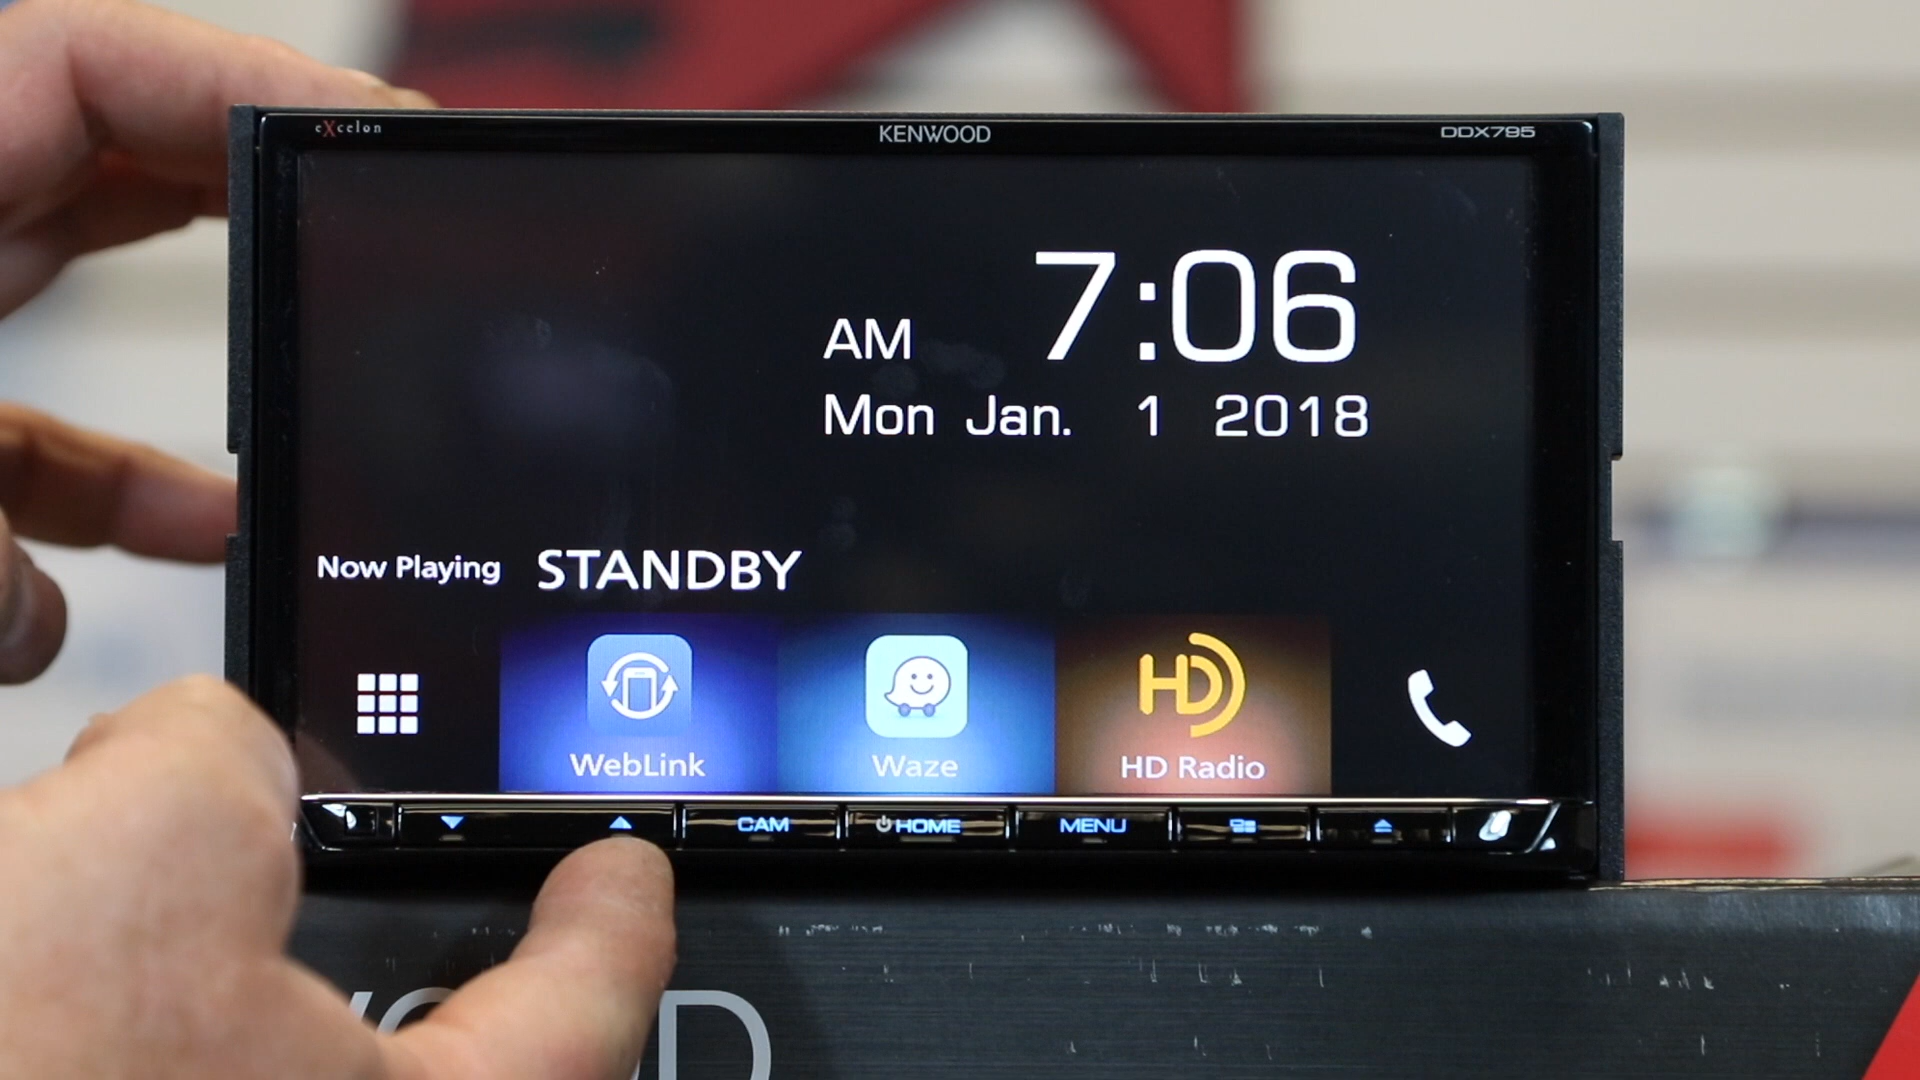 eXcelon
KENWOOD
DDX795
7:06
AM
Mon Jan. 1 2018
Now Playing STANDBY
HD
WebLink
Waze
HD Radio
CAM
HOME
MENU